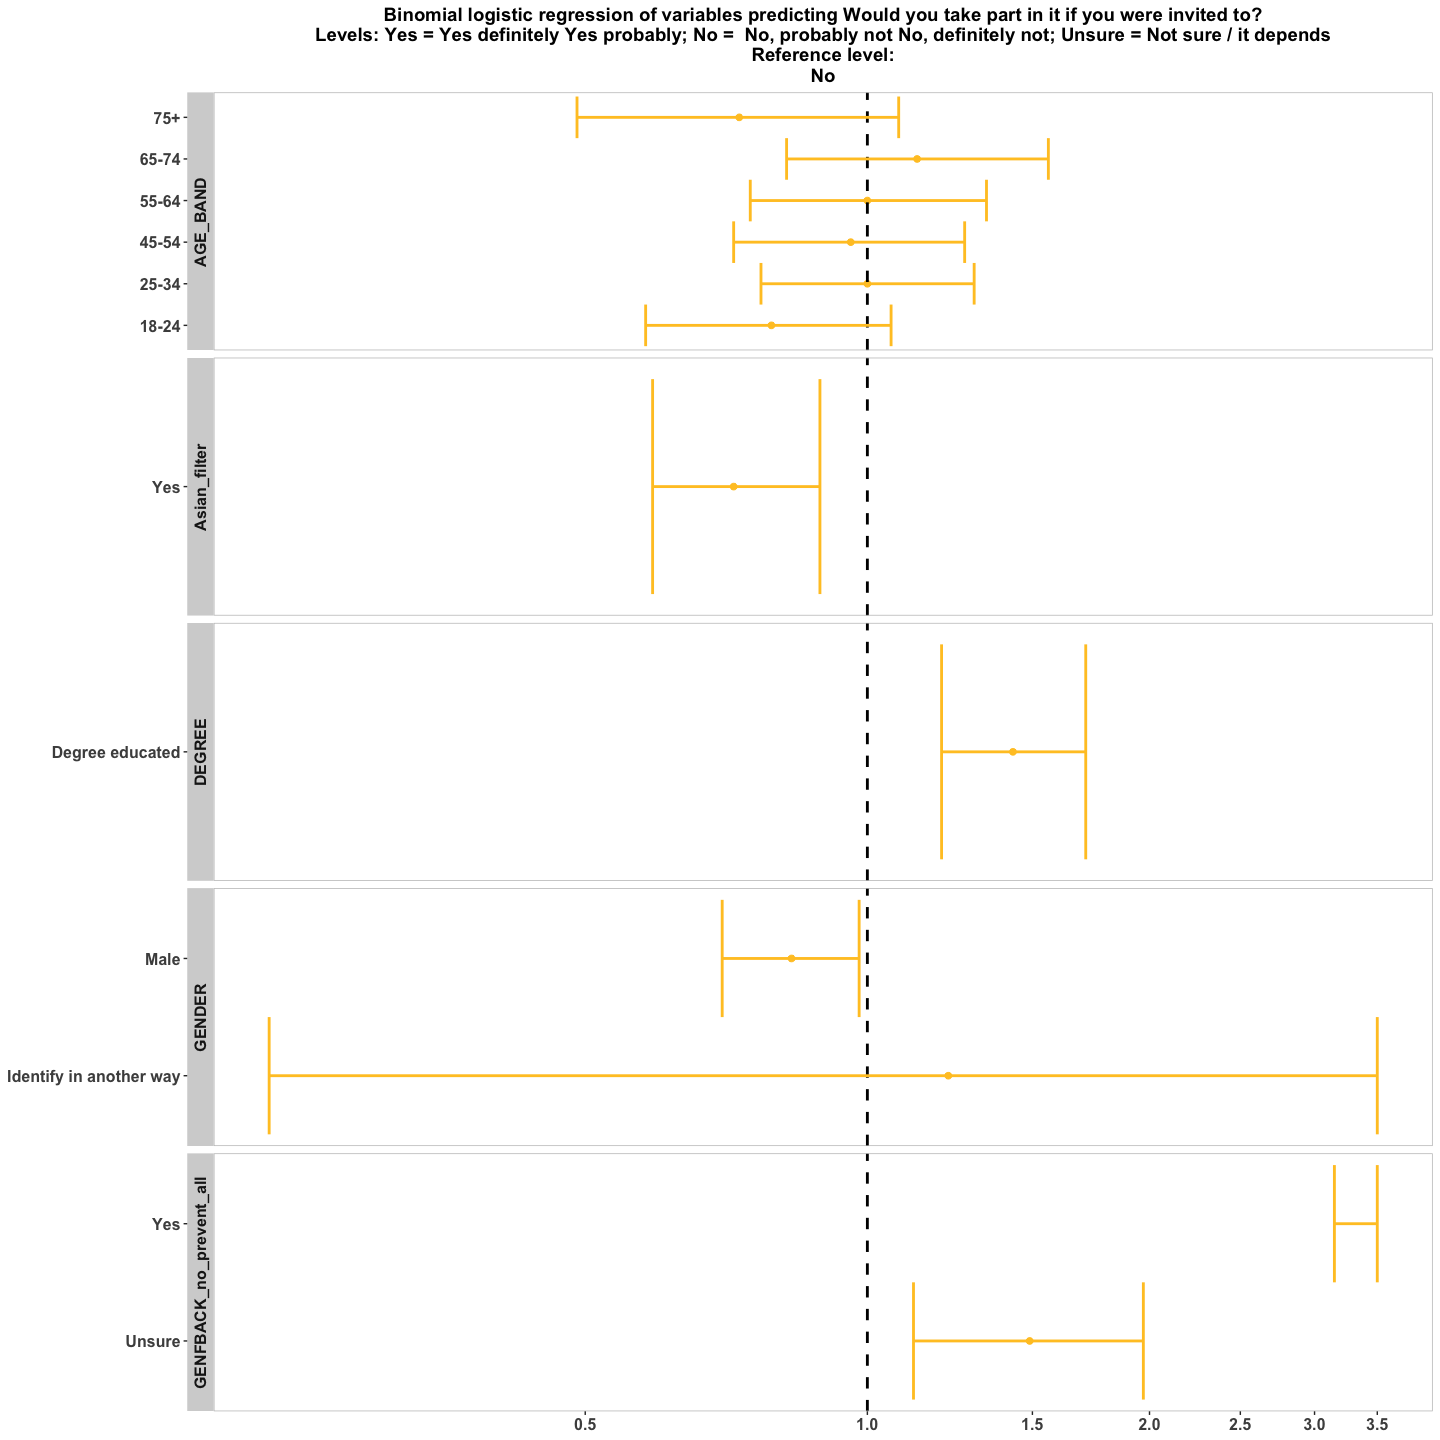 Binomial logistic regression of variables predicting Would you take part in it if you were invited to?
Levels: Yes = Yes definitely Yes probably; No =  No, probably not No, definitely not; Unsure = Not sure / it depends
Reference level:
No
AGE_BAND
75+
65-74
55-64
45-54
25-34
18-24
Asian_filter
Yes
DEGREE
Degree educated
GENDER
Male
Identify in another way
GENFBACK_no_prevent_all
Yes
Unsure
0.5 1.0 1.5 2.0 2.5 3.0 3.5